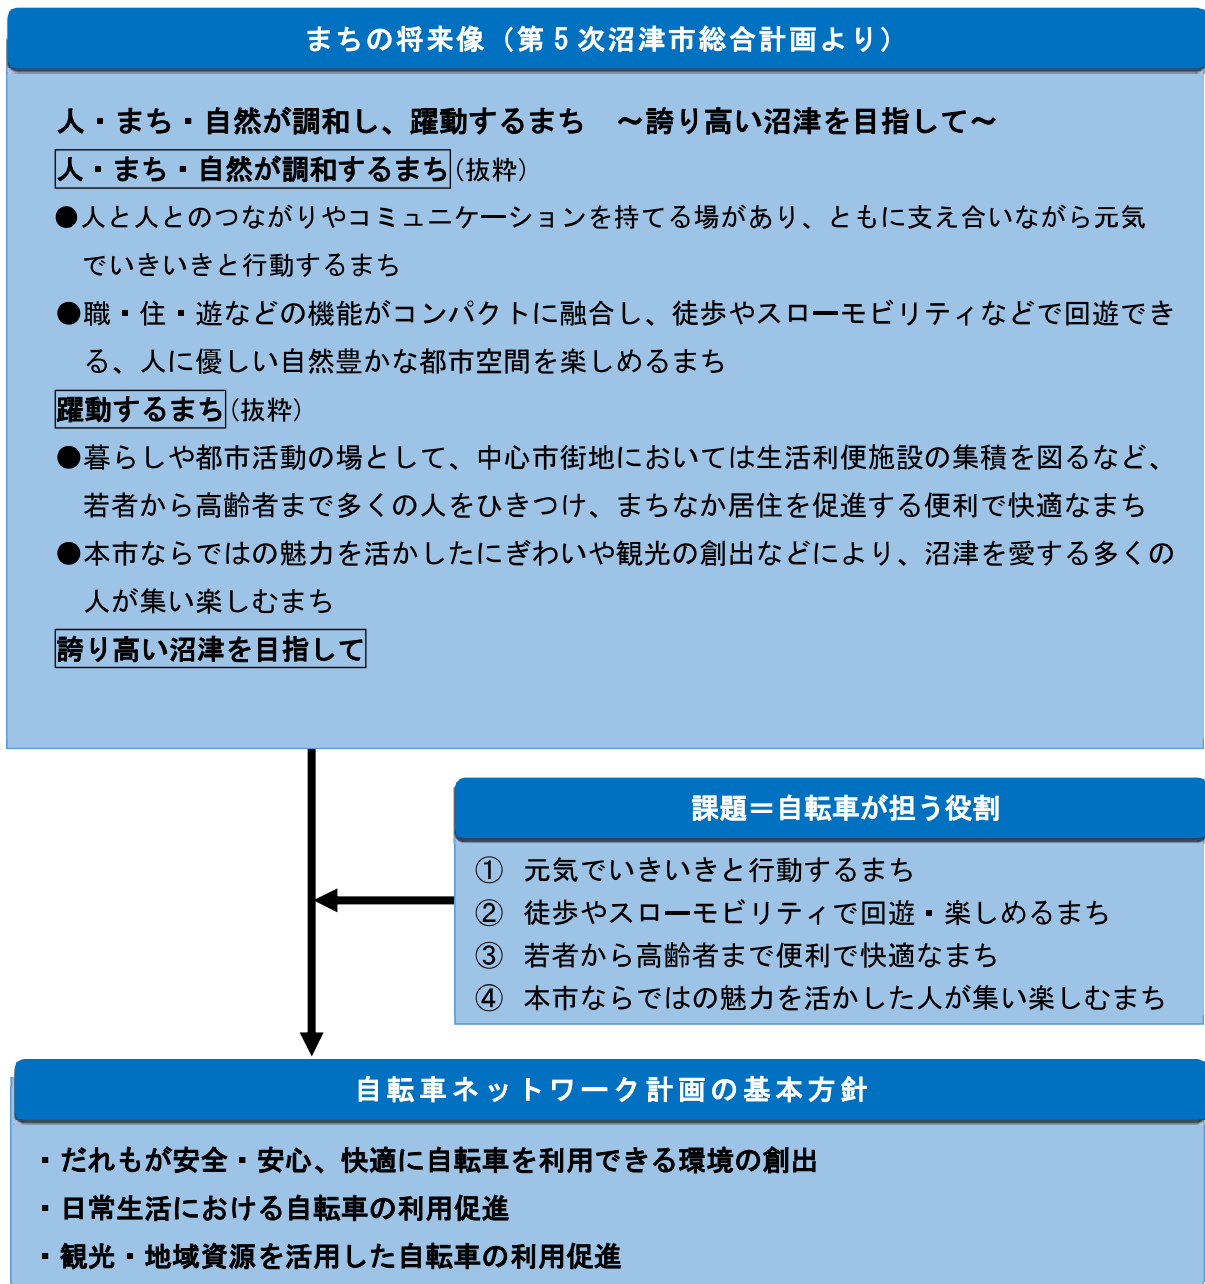 まちの将来像（第5次沼津市総合計画より）
人・まち・自然が調和し、躍動するまち　～誇り高い沼津を目指して～
人・まち・自然が調和するまち(抜粋)
●人と人とのつながりやコミュニケーションを持てる場があり、ともに支え合いながら元気
でいきいきと行動するまち
●職・住・遊などの機能がコンパクトに融合し、徒歩やスローモビリティなどで回遊でき
る、人に優しい自然豊かな都市空間を楽しめるまち
躍動するまち(抜粋)
●暮らしや都市活動の場として、中心市街地においては生活利便施設の集積を図るなど、
若者から高齢者まで多くの人をひきつけ、まちなか居住を促進する便利で快適なまち
●本市ならではの魅力を活かしたにぎわいや観光の創出などにより、沼津を愛する多くの
人が集い楽しむまち
誇り高い沼津を目指して
課題＝自転車が担う役割
① 元気でいきいきと行動するまち
② 徒歩やスローモビリティで回遊・楽しめるまち
③ 若者から高齢者まで便利で快適なまち
④ 本市ならではの魅力を活かした人が集い楽しむまち
自転車ネットワーク計画の基本方針
・だれもが安全・安心、快適に自転車を利用できる環境の創出
・日常生活における自転車の利用促進
・観光・地域資源を活用した自転車の利用促進